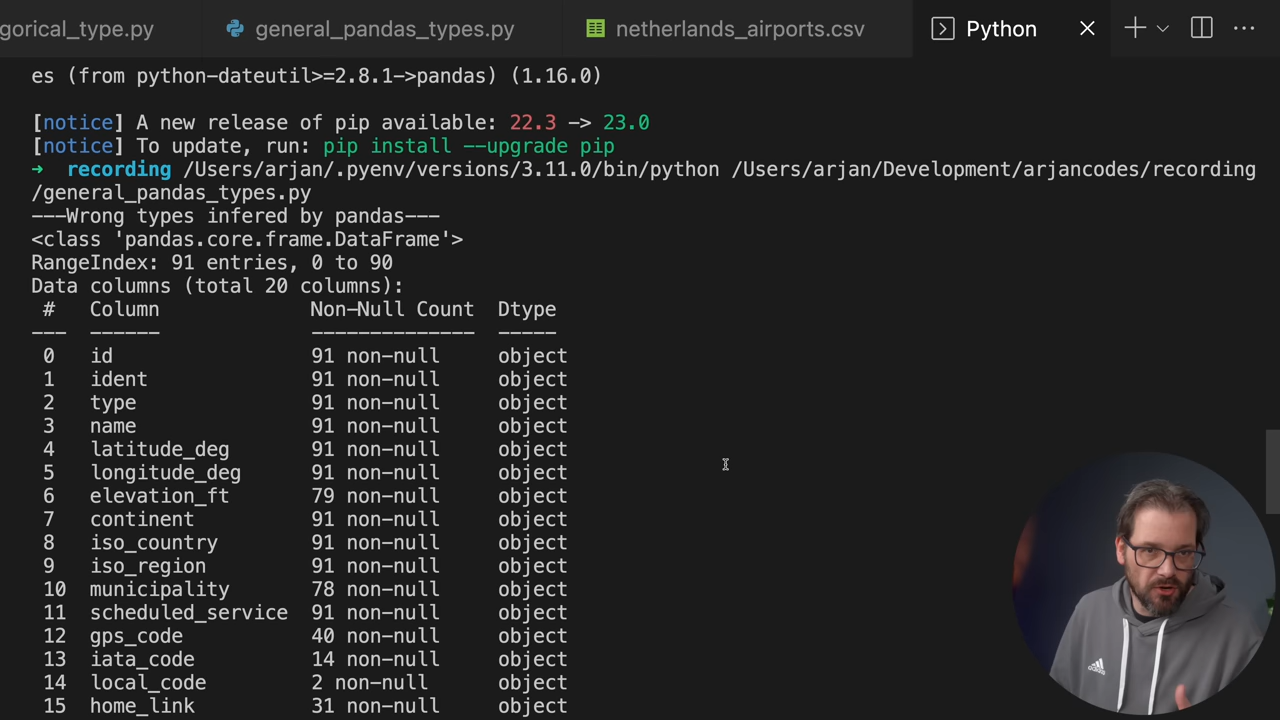 gorical_type.py
general_pandas_types.py
netherlands_airports.csv
Python
es (from python-dateutil>=2.8.1->pandas) (1.16.0)
[notice] A new release of pip available: 22.3 -> 23.0
[notice] To update, run: pip install --upgrade pip
→ recording /Users/arjan/.pyenv/versions/3.11.0/bin/python /Users/arjan/Development/arjancodes/recording
/general_pandas_types.py
---Wrong types infered by pandas---
<class 'pandas.core.frame.DataFrame'>
RangeIndex: 91 entries, 0 to 90
Data columns (total 20 columns):
 #   Column             Non-Null Count  Dtype
---  ------             --------------  -----
 0   id                 91 non-null     object
 1   ident              91 non-null     object
 2   type               91 non-null     object
 3   name               91 non-null     object
 4   latitude_deg       91 non-null     object
 5   longitude_deg      91 non-null     object
 6   elevation_ft       79 non-null     object
 7   continent          91 non-null     object
 8   iso_country        91 non-null     object
 9   iso_region         91 non-null     object
 10  municipality       78 non-null     object
 11  scheduled_service  91 non-null     object
 12  gps_code           40 non-null     object
 13  iata_code          14 non-null     object
 14  local_code         2 non-null      object
 15  home_link          31 non-null     object